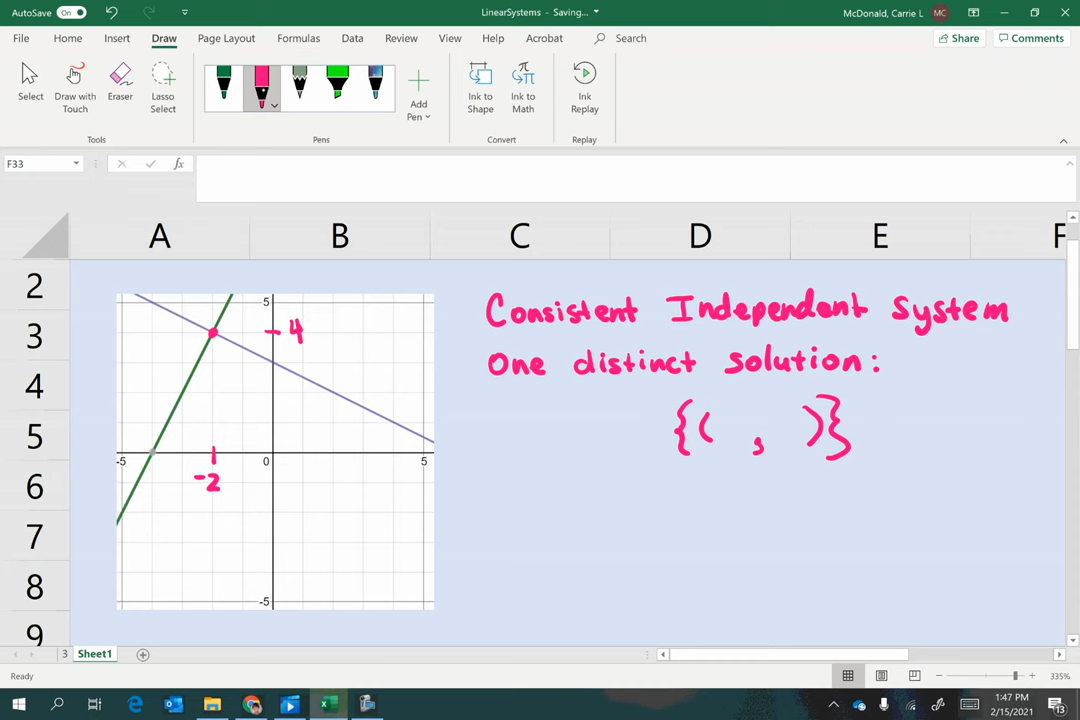 AutoSave On LinearSystems - Saving... McDonald, Carrie L MC
File Home Insert Draw Page Layout Formulas Data Review View Help Acrobat Search Share Comments
Select Draw with Touch Eraser Lasso Select Add Pen Ink to Shape Ink to Math Ink Replay
Tools Pens Convert Replay
F33 fx
A B C D E F
2
3
4
5
6
7
8
9
5
-4
-5 0 5
-2
-5
Consistent Independent System
One distinct solution:
{( , )}
3 Sheet1
Ready 335%
1:47 PM
2/15/2021
13